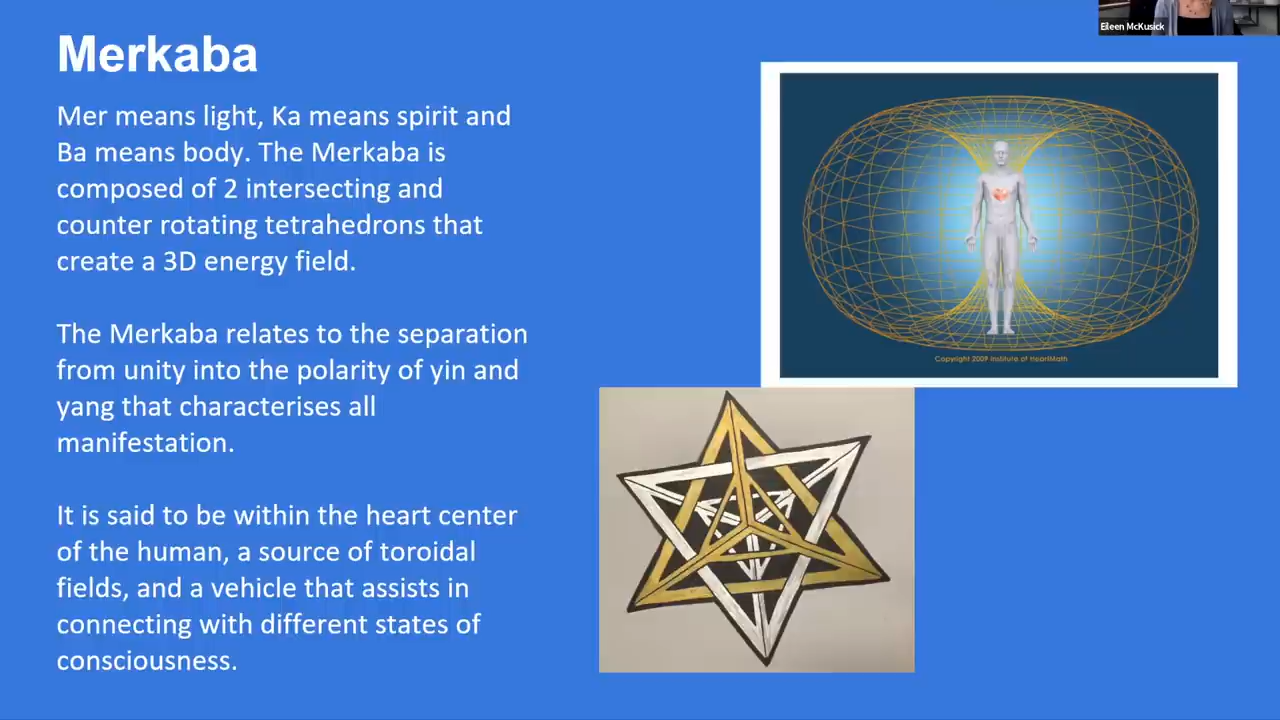 Merkaba
Mer means light, Ka means spirit and
Ba means body. The Merkaba is
composed of 2 intersecting and
counter rotating tetrahedrons that
create a 3D energy field.
The Merkaba relates to the separation
from unity into the polarity of yin and
yang that characterises all
manifestation.
It is said to be within the heart center
of the human, a source of toroidal
fields, and a vehicle that assists in
connecting with different states of
consciousness.
Eileen McKusick
Copyright 2009 Institute of HeartMath